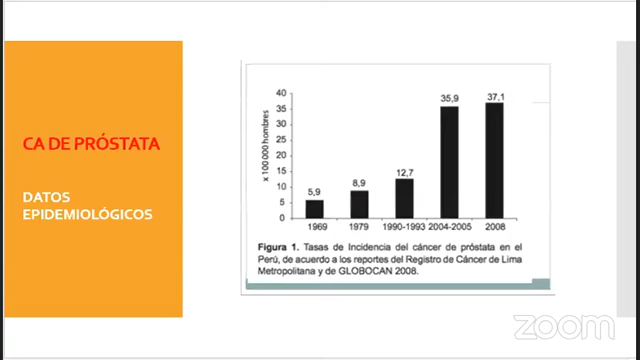 CA DE PRÓSTATA
DATOS
EPIDEMIOLÓGICOS
x 100 000 hombres
40
35
30
25
20
15
10
5
0
5,9
8,9
12,7
35,9
37,1
1969
1979
1990-1993
2004-2005
2008
Figura 1. Tasas de Incidencia del cáncer de próstata en el
Perú, de acuerdo a los reportes del Registro de Cáncer de Lima
Metropolitana y de GLOBOCAN 2008.
zoom